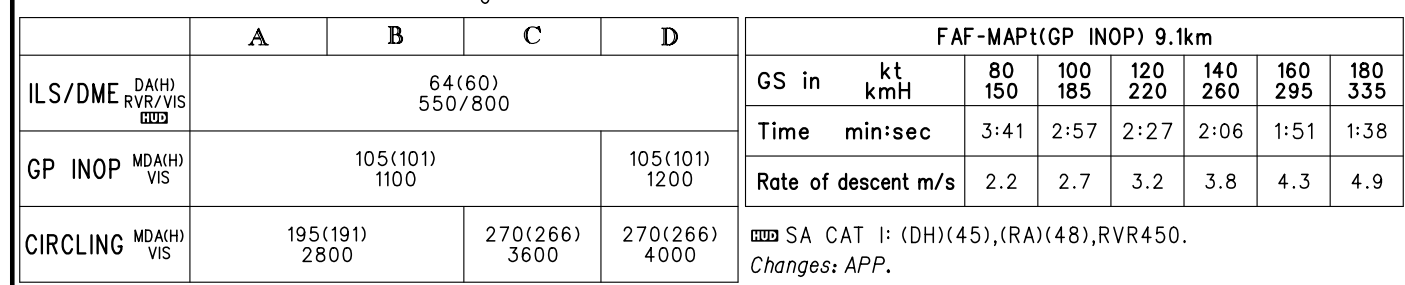 A B C D
ILS/DME DA(H) RVR/VIS HUD
64(60)
550/800
GP INOP MDA(H) VIS
105(101)
1100
105(101)
1200
CIRCLING MDA(H) VIS
195(191)
2800
270(266)
3600
270(266)
4000
FAF-MAPt(GP INOP) 9.1km
GS in kt 80 100 120 140 160 180
kmH 150 185 220 260 295 335
Time min:sec 3:41 2:57 2:27 2:06 1:51 1:38
Rate of descent m/s 2.2 2.7 3.2 3.8 4.3 4.9
HUD SA CAT I: (DH)(45),(RA)(48),RVR450.
Changes: APP.